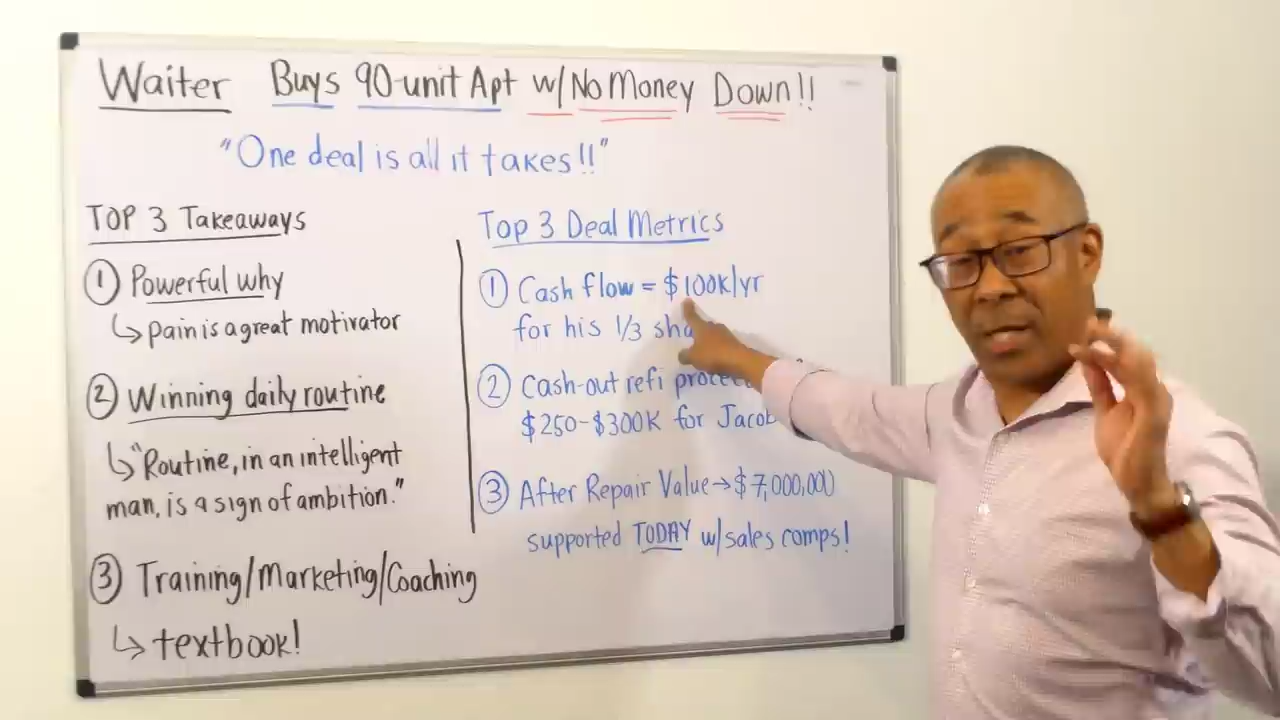 Waiter Buys 90-unit Apt w/No Money Down!!
"One deal is all it takes!!"
TOP 3 Takeaways
① Powerful why
↳ pain is a great motivator
② Winning daily routine
↳ "Routine, in an intelligent
man, is a sign of ambition."
③ Training/Marketing/Coaching
↳ textbook!
Top 3 Deal Metrics
① Cash flow = $100K/yr
for his 1/3
② Cash-out refi
$250-$300K for Jacob
③ After Repair Value → $7,000,000
supported TODAY w/sales comps!